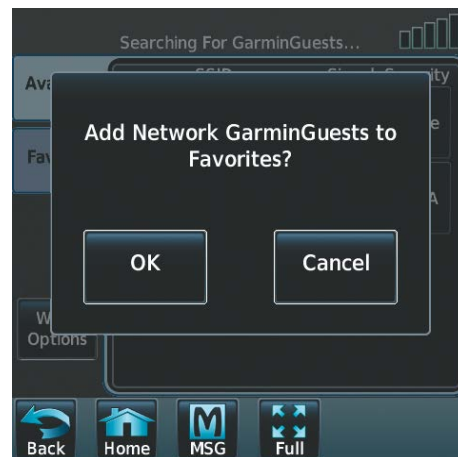 Searching For GarminGuests...
Add Network GarminGuests to
Favorites?
OK
Cancel
Options
Back
Home
MSG
Full